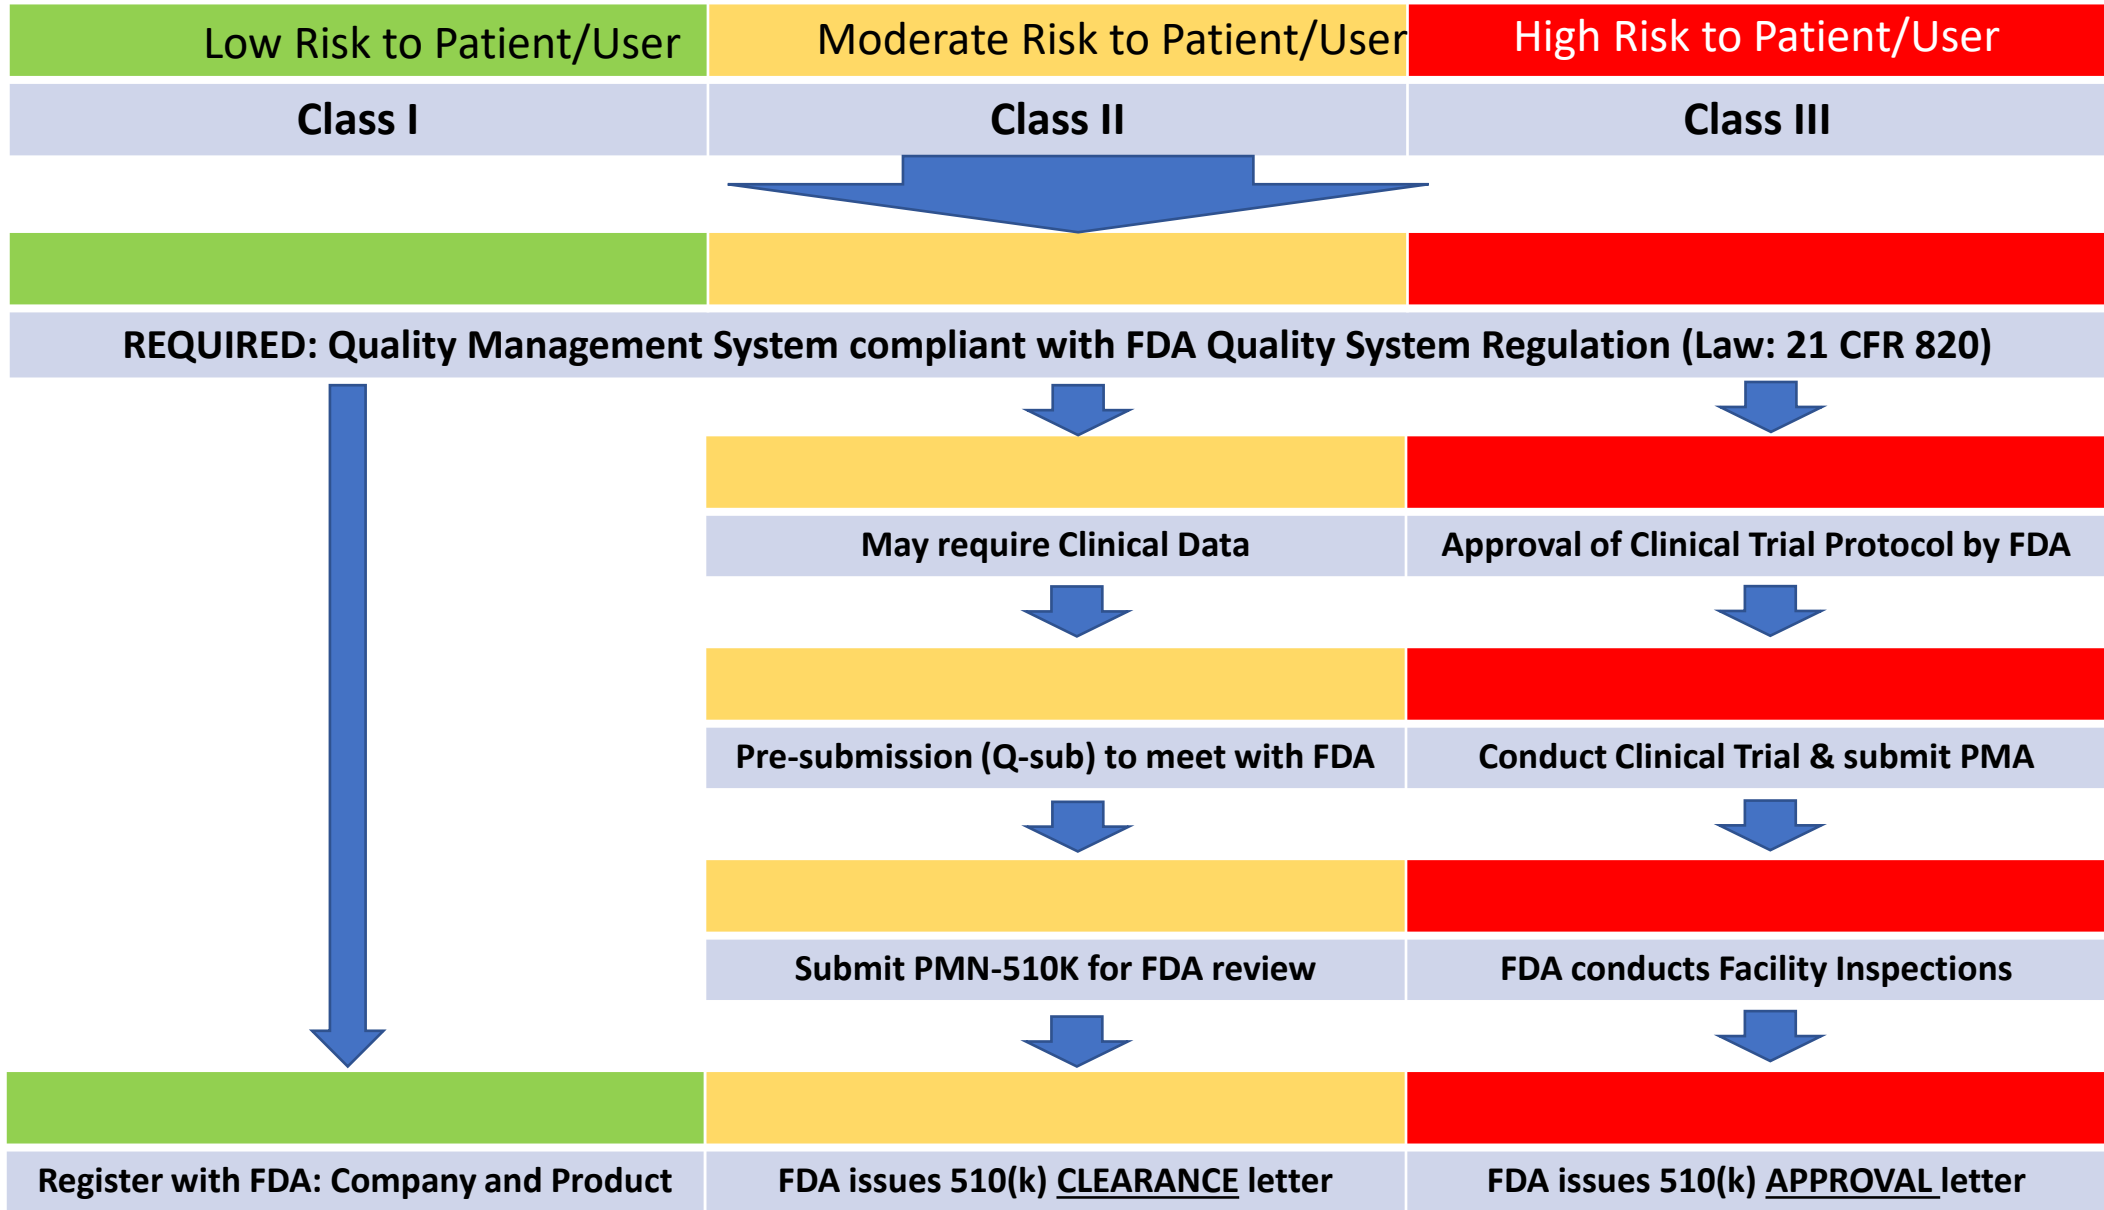 Low Risk to Patient/User
Moderate Risk to Patient/User
High Risk to Patient/User
Class I
Class II
Class III
REQUIRED: Quality Management System compliant with FDA Quality System Regulation (Law: 21 CFR 820)
May require Clinical Data
Approval of Clinical Trial Protocol by FDA
Pre-submission (Q-sub) to meet with FDA
Conduct Clinical Trial & submit PMA
Submit PMN-510K for FDA review
FDA conducts Facility Inspections
Register with FDA: Company and Product
FDA issues 510(k) CLEARANCE letter
FDA issues 510(k) APPROVAL letter